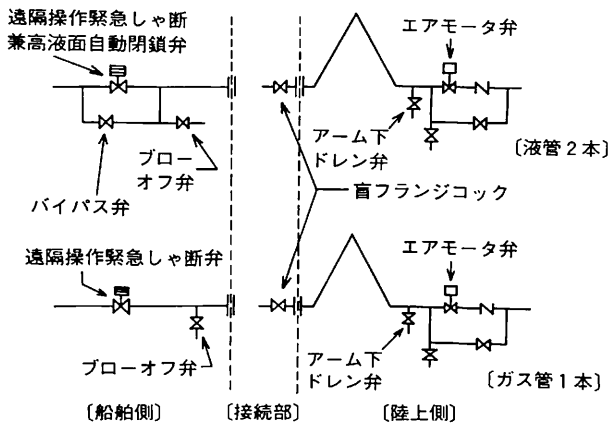 遠隔操作緊急しゃ断
兼高液面自動閉鎖弁
エアモータ弁
ブロー
オフ弁
アーム下
ドレン弁
〔液管2本〕
バイパス弁
盲フランジコック
遠隔操作緊急しゃ断弁
エアモータ弁
ブローオフ弁
アーム下
ドレン弁
〔ガス管1本〕
〔船舶側〕
〔接続部〕
〔陸上側〕